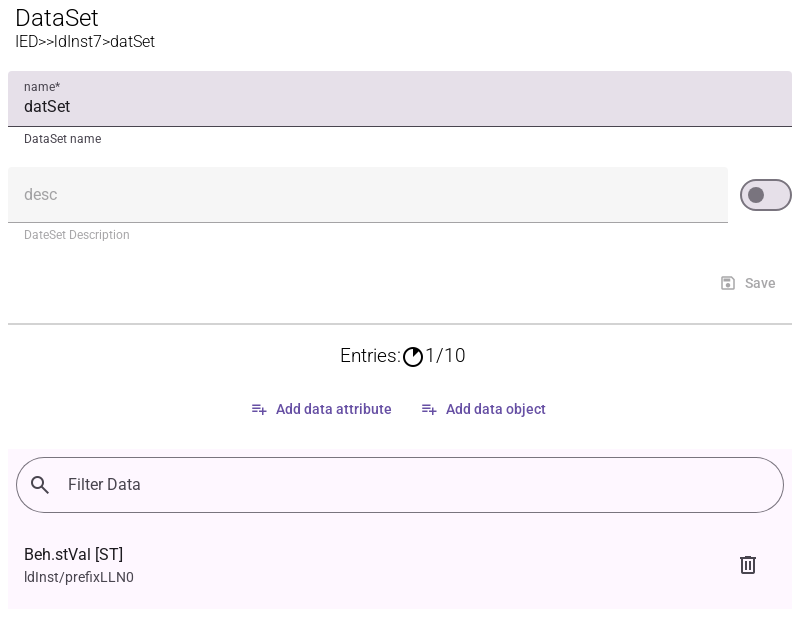 DataSet
IED>>ldInst7>datSet
name*
datSet
DataSet name
desc
DateSet Description
Save
Entries: 1/10
Add data attribute
Add data object
Filter Data
Beh.stVal [ST]
ldInst/prefixLLN0